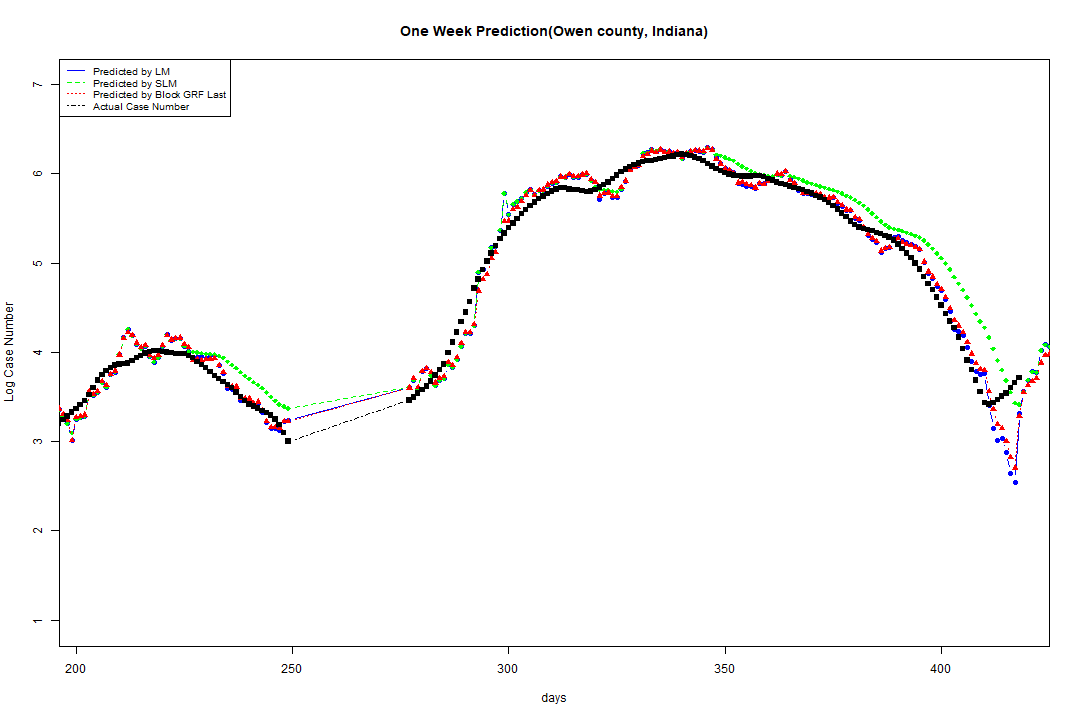 One Week Prediction(Owen county, Indiana)
Predicted by LM
Predicted by SLM
Predicted by Block GRF Last
Actual Case Number
Log Case Number
7
6
5
4
3
2
1
200 250 300 350 400
days